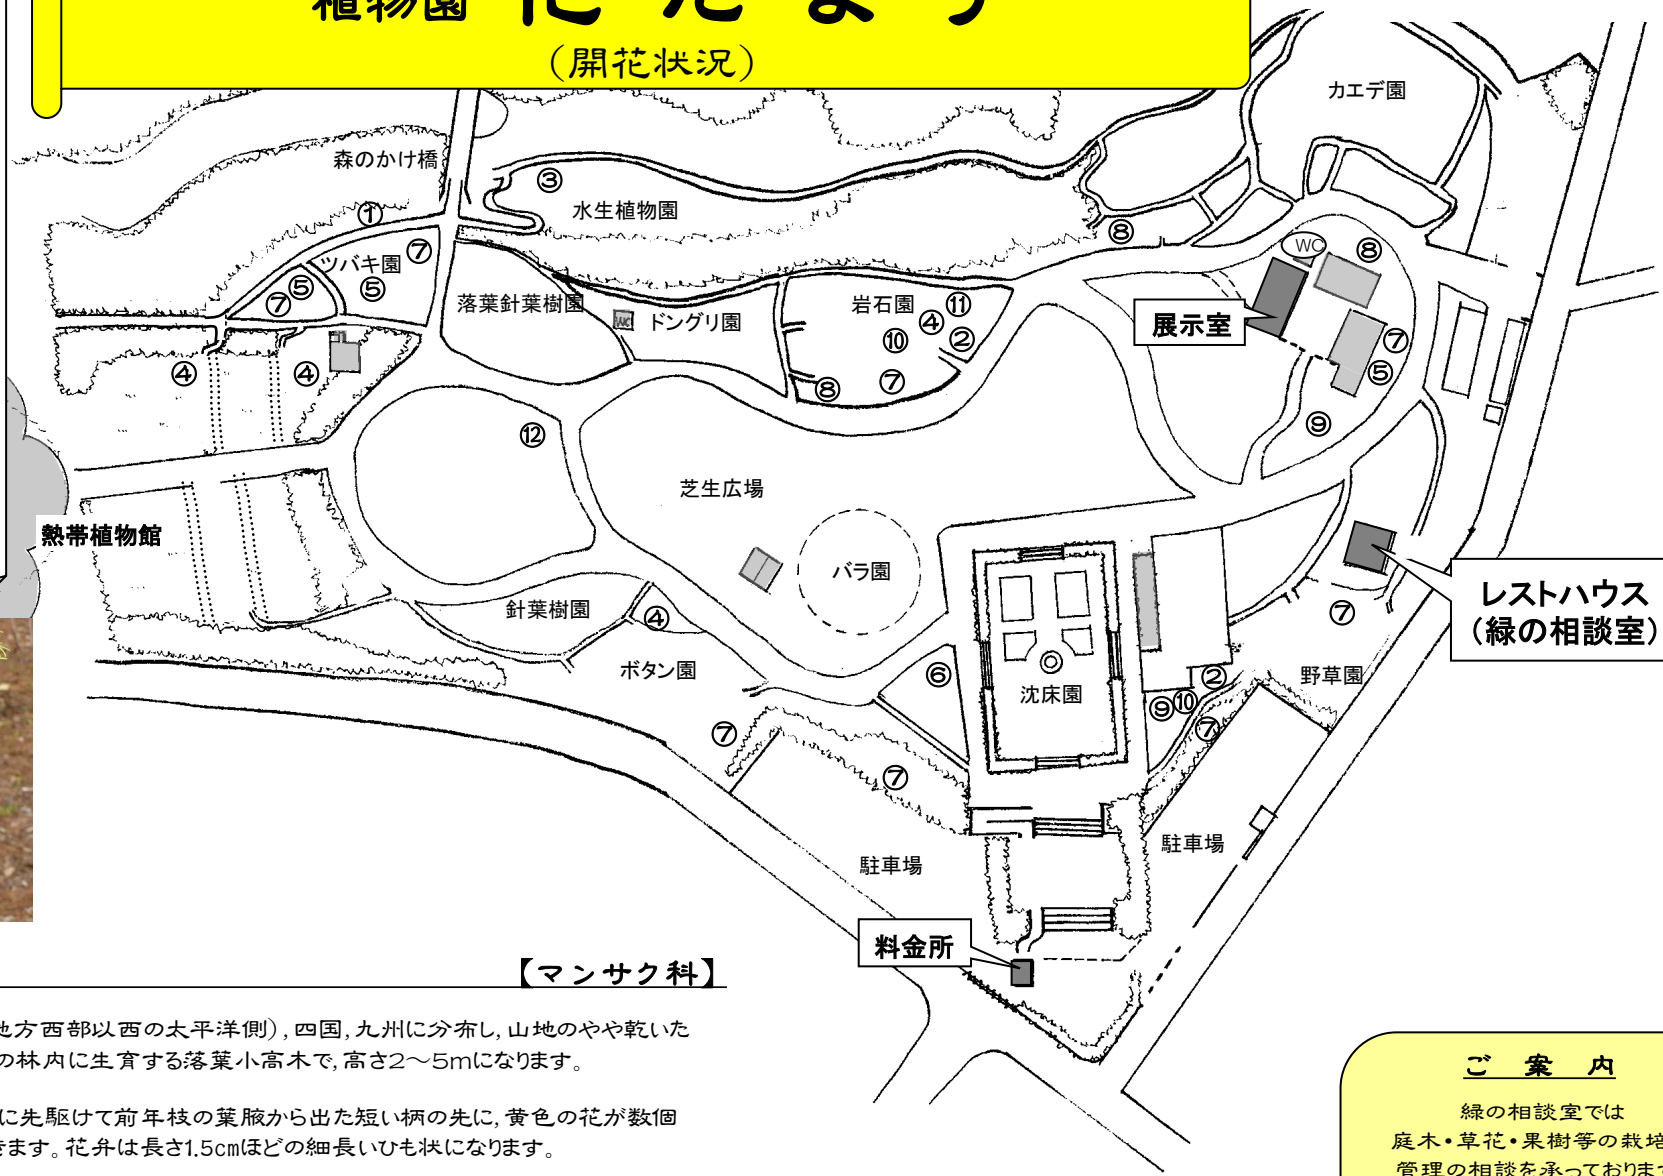 植物園 花だより
（開花状況）
カエデ園
森のかけ橋
③
水生植物園
①
⑦
ツバキ園
⑤
⑤
⑦
⑧
WC
⑧
落葉針葉樹園
WC
ドングリ園
岩石園
⑪
④
⑩
②
⑧
⑦
展示室
⑦
⑤
⑨
④
④
⑫
芝生広場
熱帯植物館
バラ園
レストハウス
（緑の相談室）
針葉樹園
④
ボタン園
⑥
沈床園
②
⑨⑩
⑦
⑦
野草園
⑦
⑦
駐車場
駐車場
料金所
【マンサク科】
地方西部以西の太平洋側），四国，九州に分布し，山地のやや乾いた
の林内に生育する落葉小高木で，高さ2～5mになります。
に先駆けて前年枝の葉腋から出た短い柄の先に，黄色の花が数個
きます。花弁は長さ1.5cmほどの細長いひも状になります。
ご 案 内
緑の相談室では
庭木・草花・果樹等の栽培
管理の相談を承っておりま